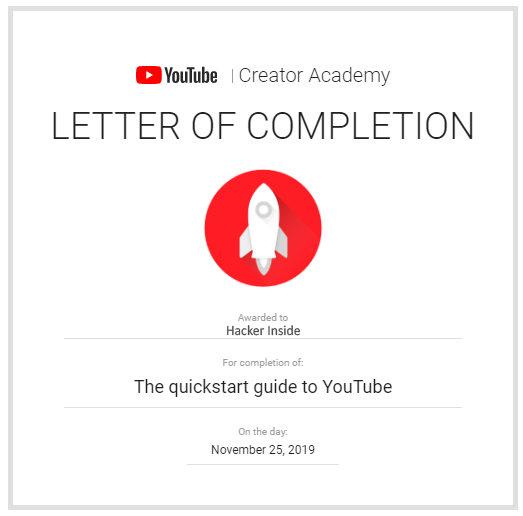 YouTube | Creator Academy
LETTER OF COMPLETION
Awarded to
Hacker Inside
For completion of:
The quickstart guide to YouTube
On the day:
November 25, 2019